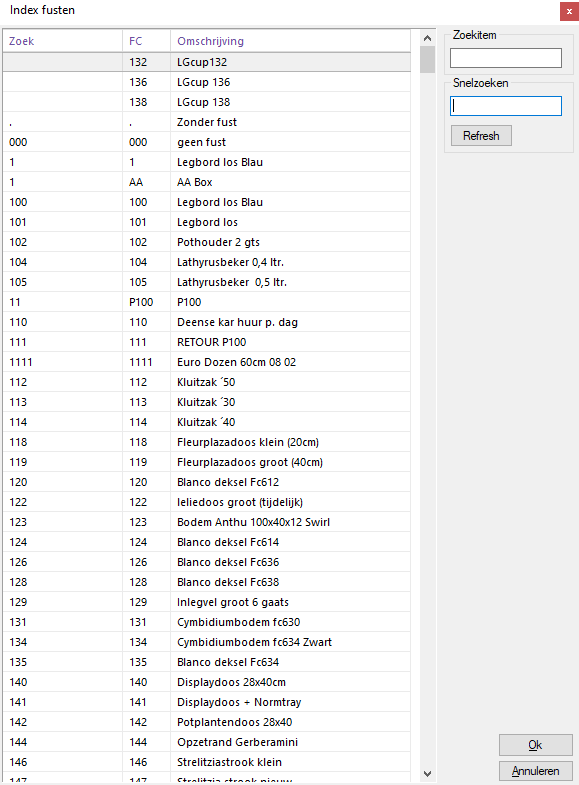 Index fusten
x
Zoek FC Omschrijving
132 LGcup132
136 LGcup 136
138 LGcup 138
. . Zonder fust
000 000 geen fust
1 1 Legbord los Blau
1 AA AA Box
100 100 Legbord los Blau
101 101 Legbord los
102 102 Pothouder 2 gts
104 104 Lathyrusbeker 0,4 ltr.
105 105 Lathyrusbeker  0,5 ltr.
11 P100 P100
110 110 Deense kar huur p. dag
111 111 RETOUR P100
1111 1111 Euro Dozen 60cm 08 02
112 112 Kluitzak ´50
113 113 Kluitzak ´30
114 114 Kluitzak ´40
118 118 Fleurplazadoos klein (20cm)
119 119 Fleurplazadoos groot (40cm)
120 120 Blanco deksel Fc612
122 122 leliedoos groot (tijdelijk)
123 123 Bodem Anthu 100x40x12 Swirl
124 124 Blanco deksel Fc614
126 126 Blanco deksel Fc636
128 128 Blanco deksel Fc638
129 129 Inlegvel groot 6 gaats
131 131 Cymbidiumbodem fc630
134 134 Cymbidiumbodem fc634 Zwart
135 135 Blanco deksel Fc634
140 140 Displaydoos 28x40cm
141 141 Displaydoos + Normtray
142 142 Potplantendoos 28x40
144 144 Opzetrand Gerberamini
146 146 Strelitziastrook klein
147 147 Strelitzia strook nieuw
Zoekitem
Snelzoeken
Refresh
Ok
Annuleren